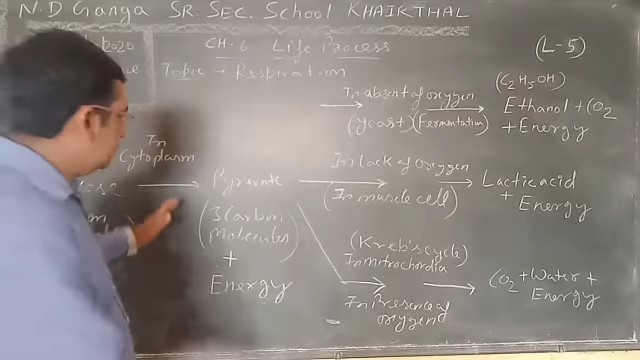 N.D Ganga SR. SEC. School. KHAIRTHAL
2020
CH-6 Life Process
(L-5)
Topic → Respiration
In absent of oxygen
(yeast) (Fermentation)
(C2H5OH)
Ethanol + CO2
+ Energy
In
Cytoplasm
Pyruvate
(3 Carbon
Molecules)
+
Energy
In lack of oxygen
(In muscle cell)
Lactic acid
+ Energy
(Kreb's cycle)
In mitrochordia
In Presence of
oxygen
CO2 + Water +
Energy